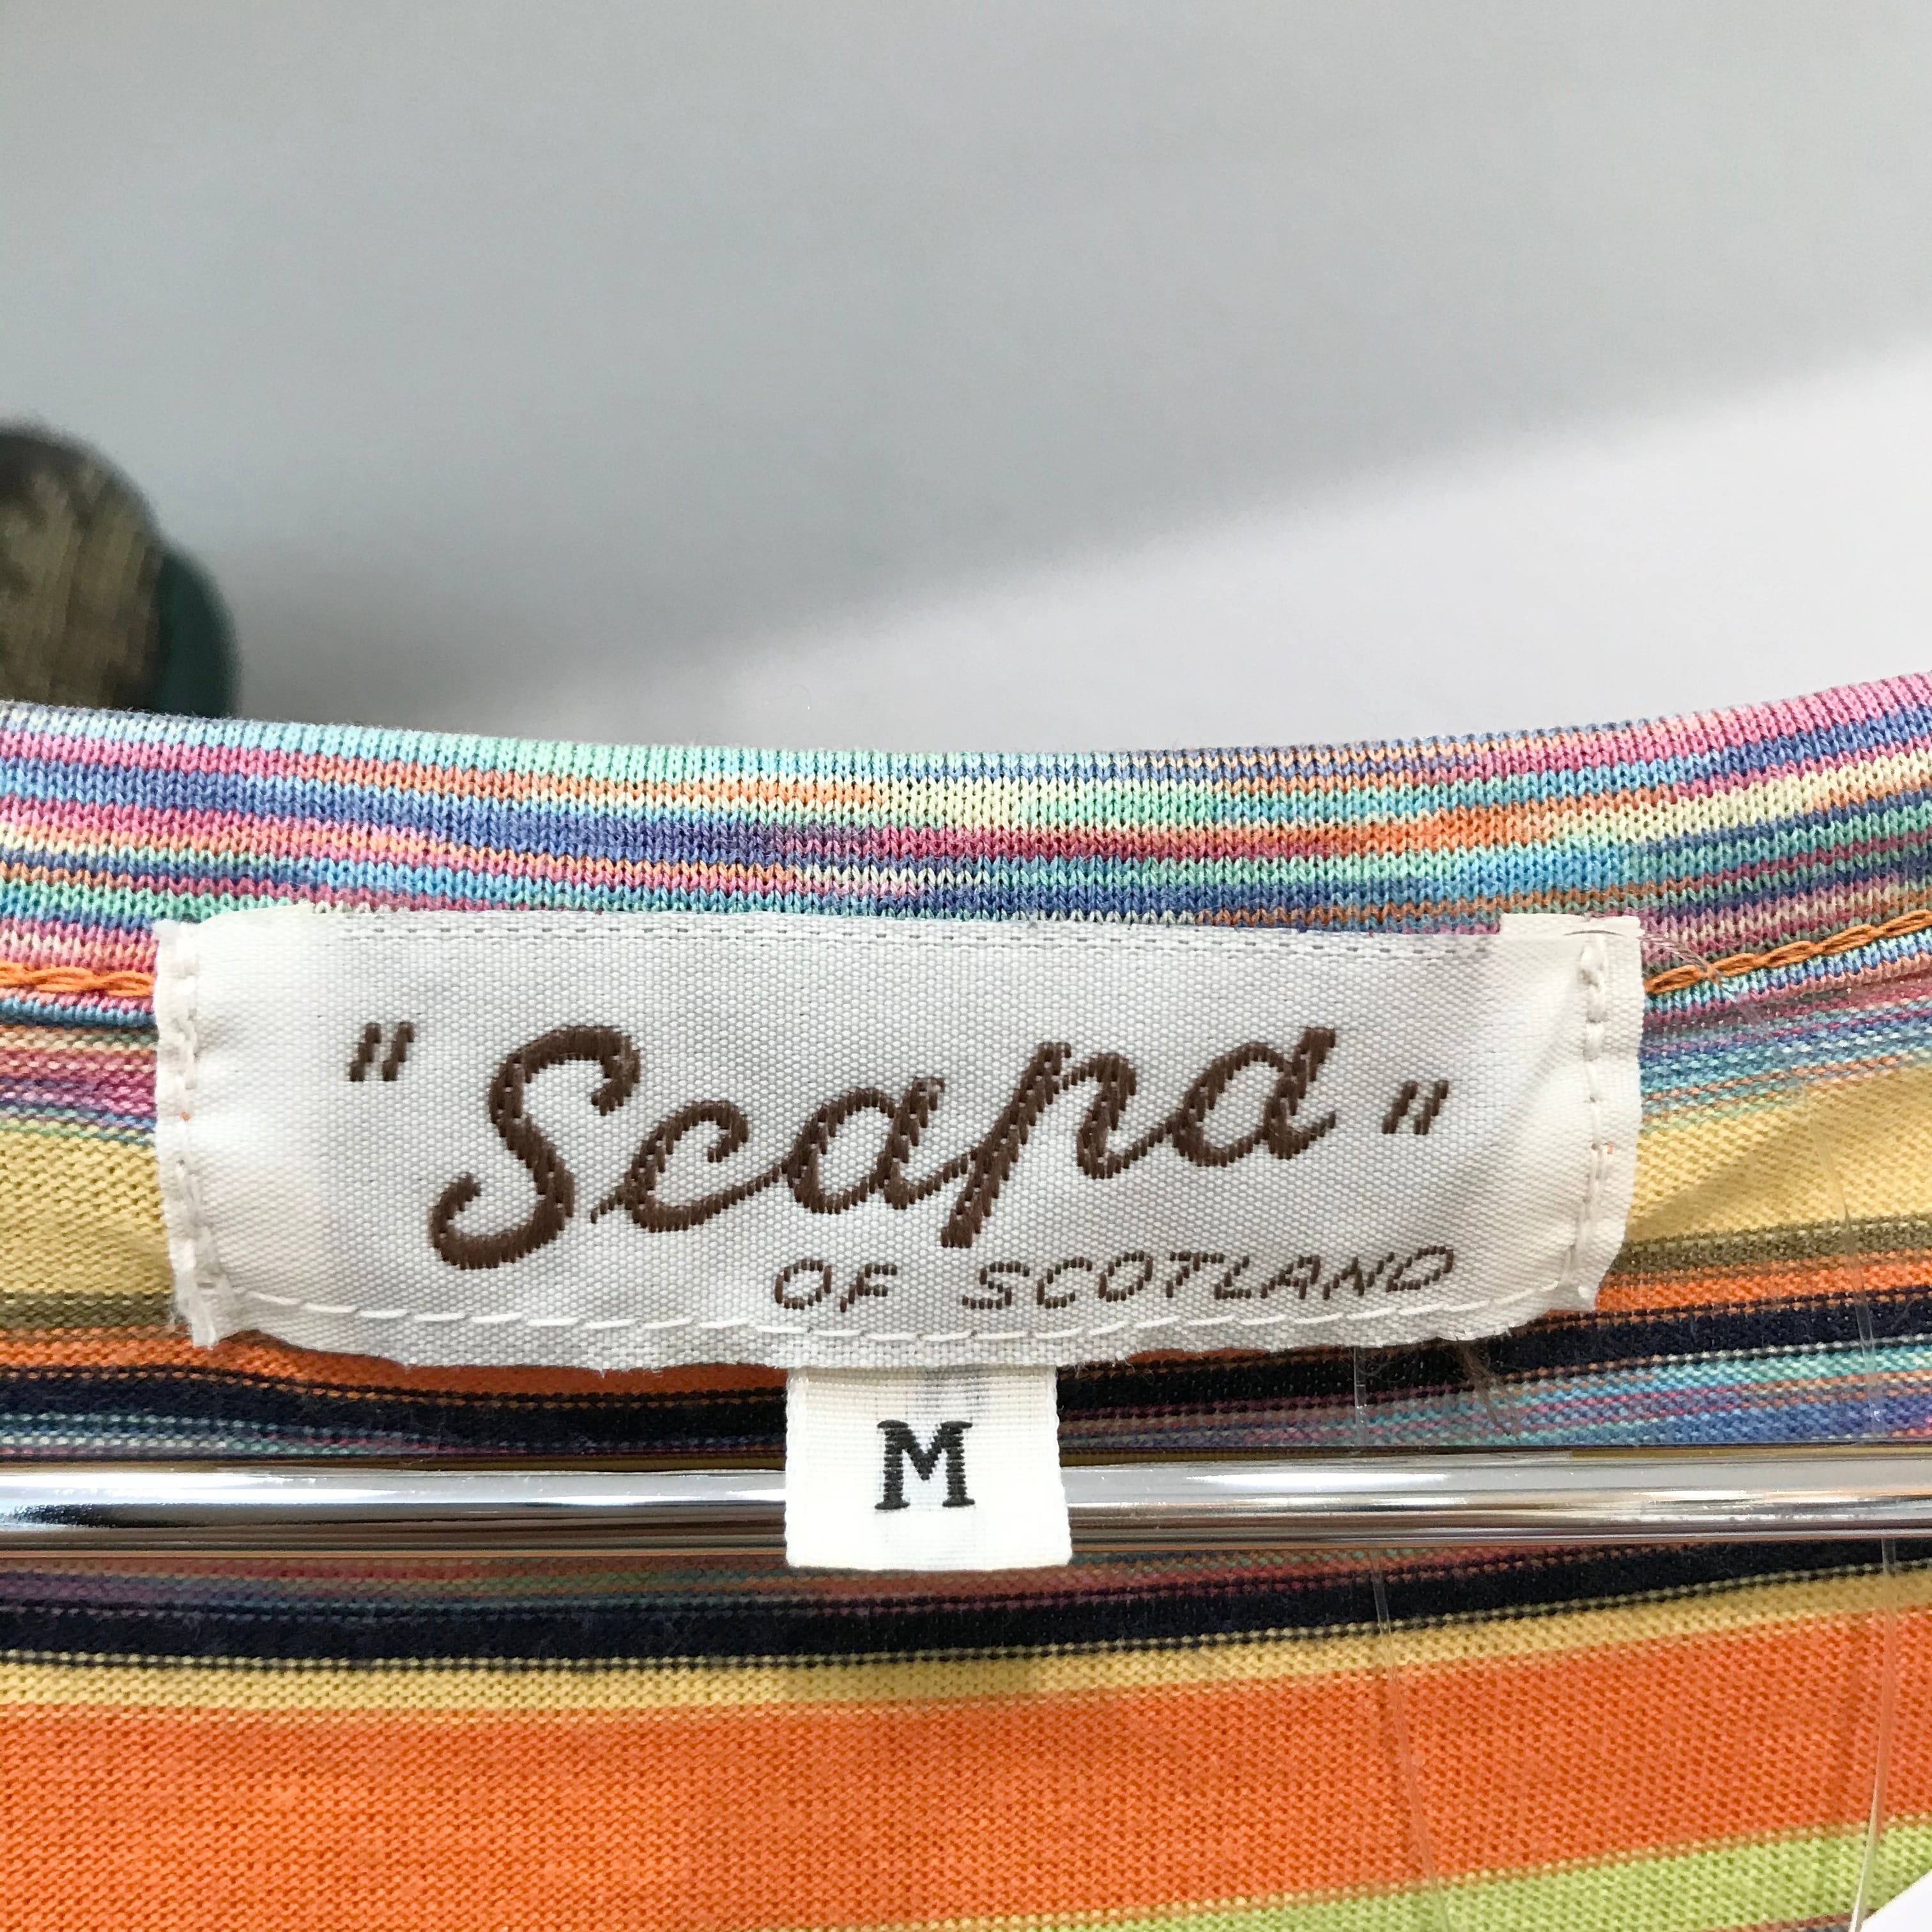 "Scapa"
OF SCOTLAND
M